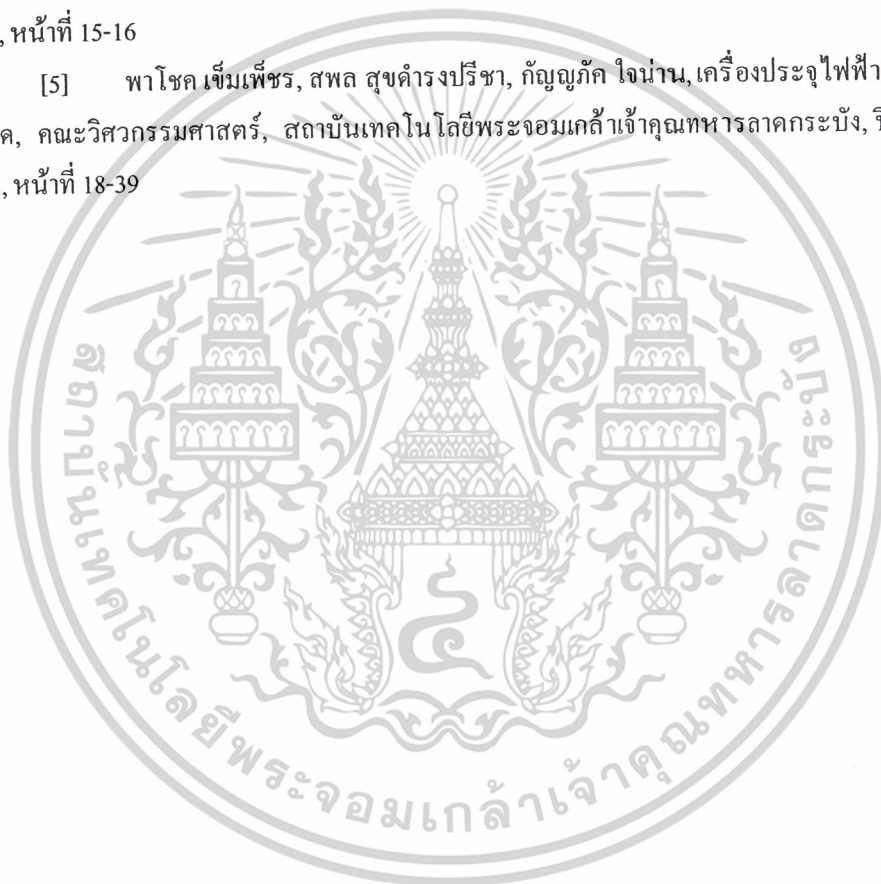 , หน้าที่ 15-16
[5] พาโชค เข็มเพ็ชร, สพล สุขดำรงปรีชา, กัญญภัค ใจน่าน, เครื่องประจุไฟฟ้า
ค, คณะวิศวกรรมศาสตร์, สถาบันเทคโนโลยีพระจอมเกล้าเจ้าคุณทหารลาดกระบัง,
, หน้าที่ 18-39
สถาบันเทคโนโลยีพระจอมเกล้าเจ้าคุณทหารลาดกระบัง